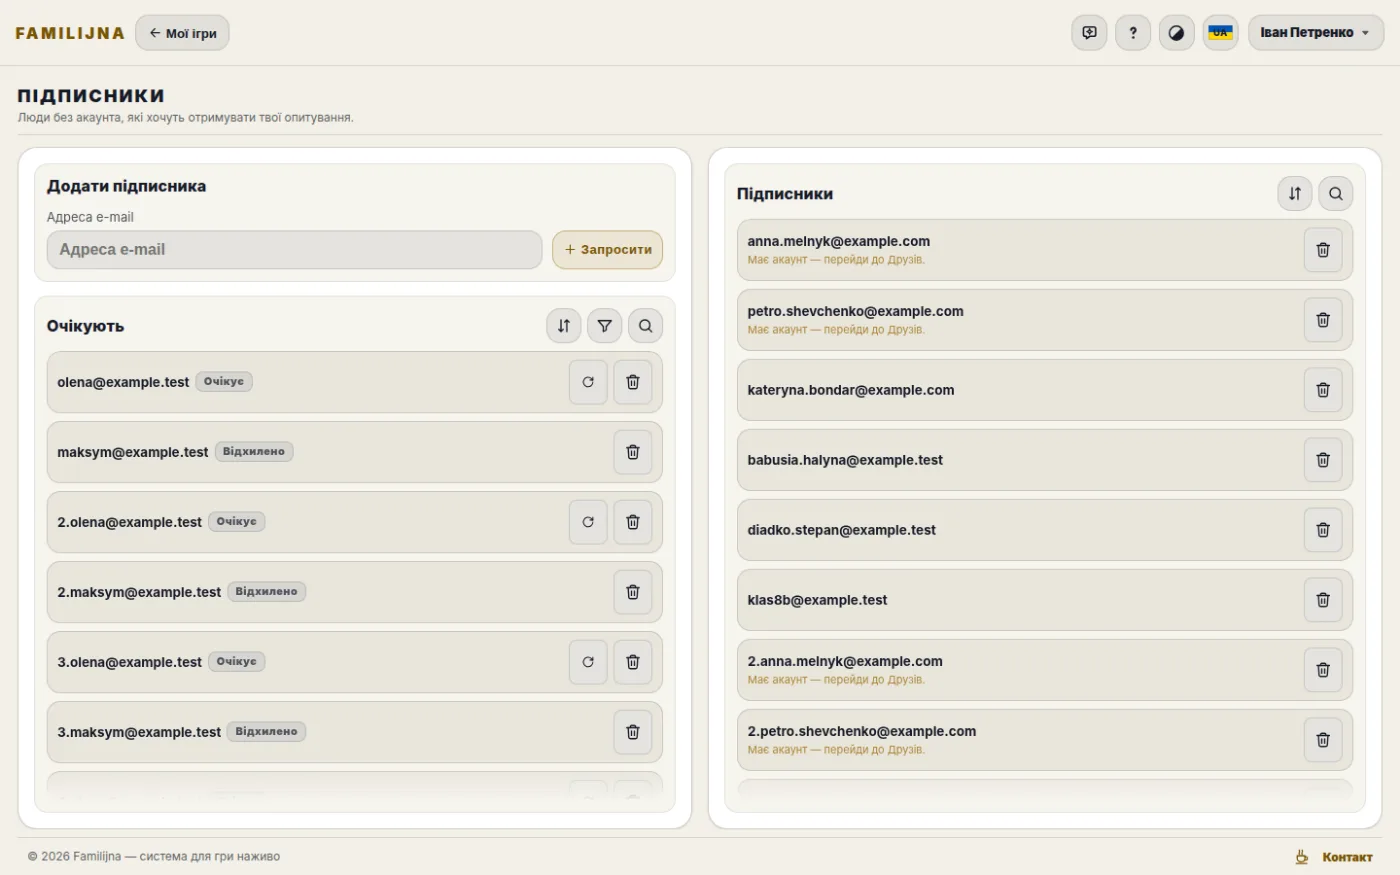 FAMILIJNA
← Мої ігри
?
UA
Іван Петренко
ПІДПИСНИКИ
Люди без акаунта, які хочуть отримувати твої опитування.
Додати підписника
Адреса e-mail
Адреса e-mail
+ Запросити
Очікують
olena@example.test Очікує
maksym@example.test Відхилено
2.olena@example.test Очікує
2.maksym@example.test Відхилено
3.olena@example.test Очікує
3.maksym@example.test Відхилено
Підписники
anna.melnyk@example.com
Має акаунт — перейди до Друзів.
petro.shevchenko@example.com
Має акаунт — перейди до Друзів.
kateryna.bondar@example.com
babusia.halyna@example.test
diadko.stepan@example.test
klas8b@example.test
2.anna.melnyk@example.com
Має акаунт — перейди до Друзів.
2.petro.shevchenko@example.com
Має акаунт — перейди до Друзів.
© 2026 Familijna — система для гри наживо
Контакт